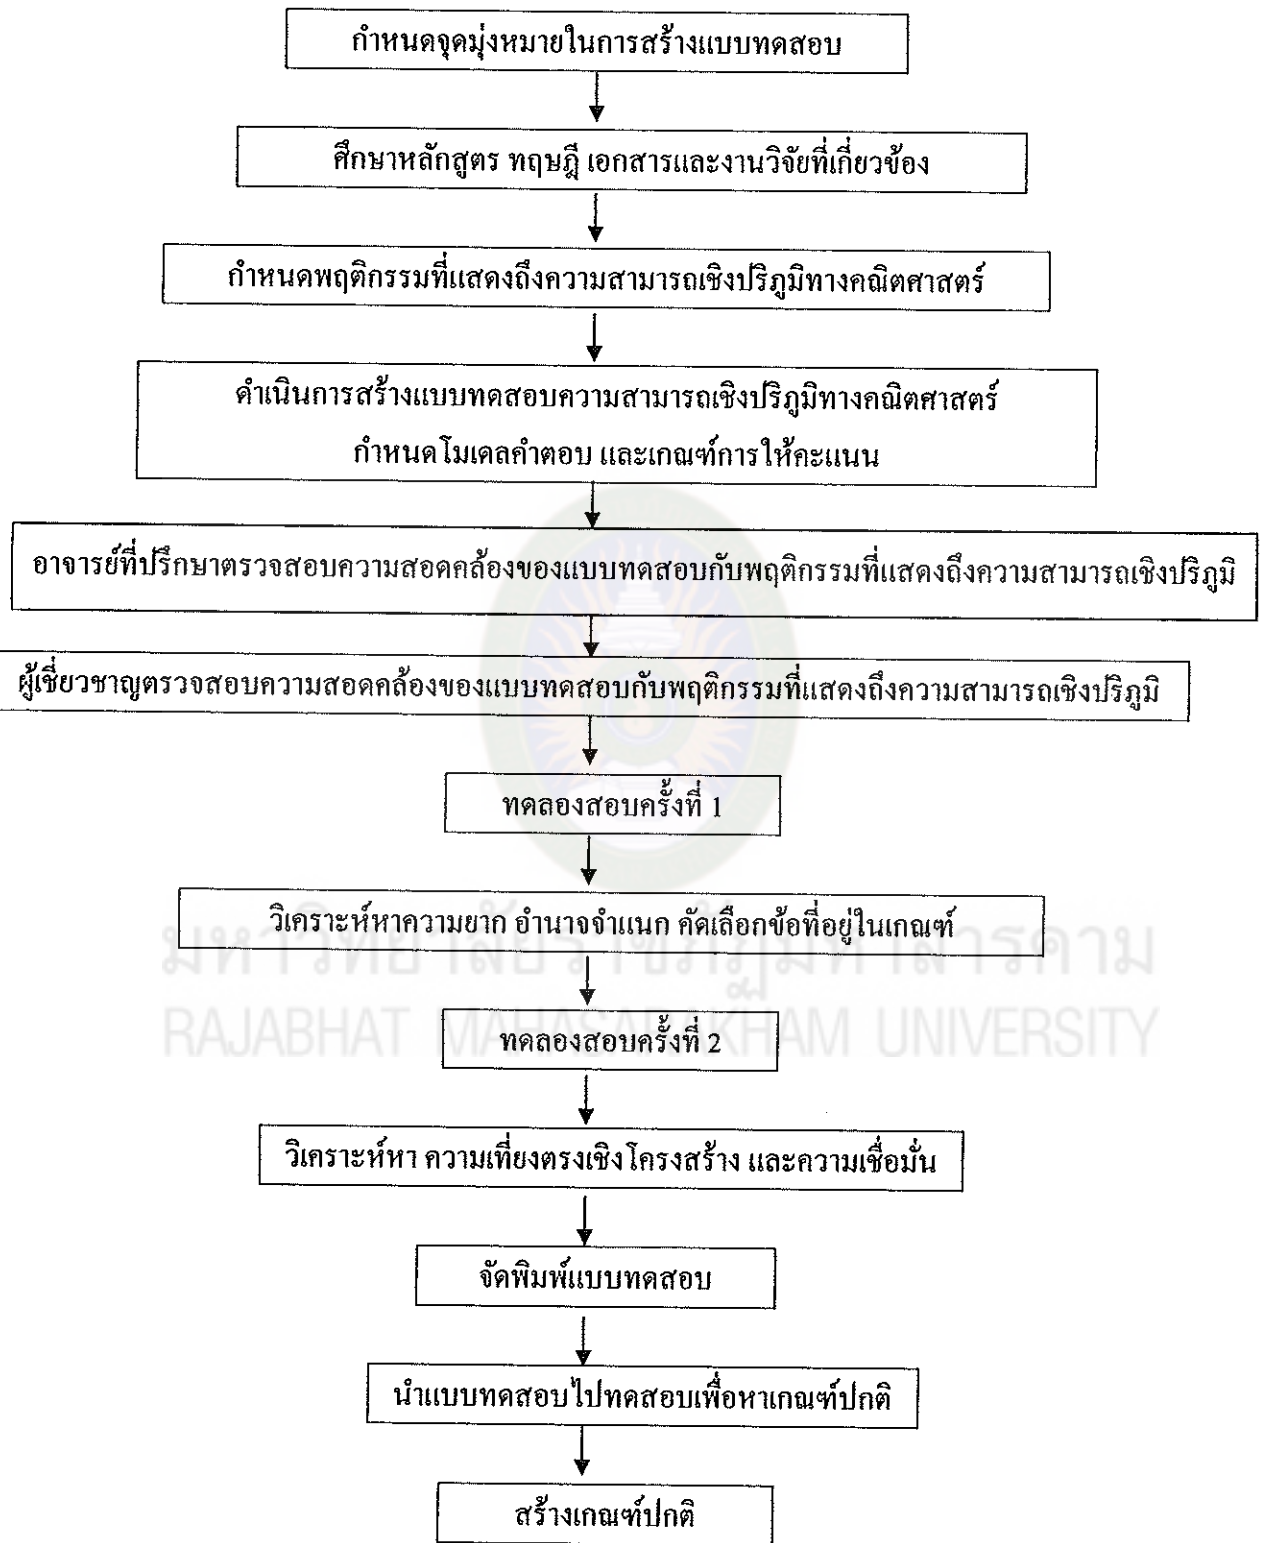 กำหนดจุดมุ่งหมายในการสร้างแบบทดสอบ
ศึกษาหลักสูตร ทฤษฎี เอกสารและงานวิจัยที่เกี่ยวข้อง
กำหนดพฤติกรรมที่แสดงถึงความสามารถเชิงปริภูมิทางคณิตศาสตร์
ดำเนินการสร้างแบบทดสอบความสามารถเชิงปริภูมิทางคณิตศาสตร์
กำหนดโมเดลคำตอบ และเกณฑ์การให้คะแนน
อาจารย์ที่ปรึกษาตรวจสอบความสอดคล้องของแบบทดสอบกับพฤติกรรมที่แสดงถึงความสามารถเชิงปริภูมิ
ผู้เชี่ยวชาญตรวจสอบความสอดคล้องของแบบทดสอบกับพฤติกรรมที่แสดงถึงความสามารถเชิงปริภูมิ
ทดลองสอบครั้งที่ 1
วิเคราะห์หาความยาก อำนาจจำแนก คัดเลือกข้อที่อยู่ในเกณฑ์
มหาวิทยาลัยราชภัฏมหาสารคาม
RAJABHAT MAHASARAKHAM UNIVERSITY
ทดลองสอบครั้งที่ 2
วิเคราะห์หา ความเที่ยงตรงเชิงโครงสร้าง และความเชื่อมั่น
จัดพิมพ์แบบทดสอบ
นำแบบทดสอบไปทดสอบเพื่อหาเกณฑ์ปกติ
สร้างเกณฑ์ปกติ